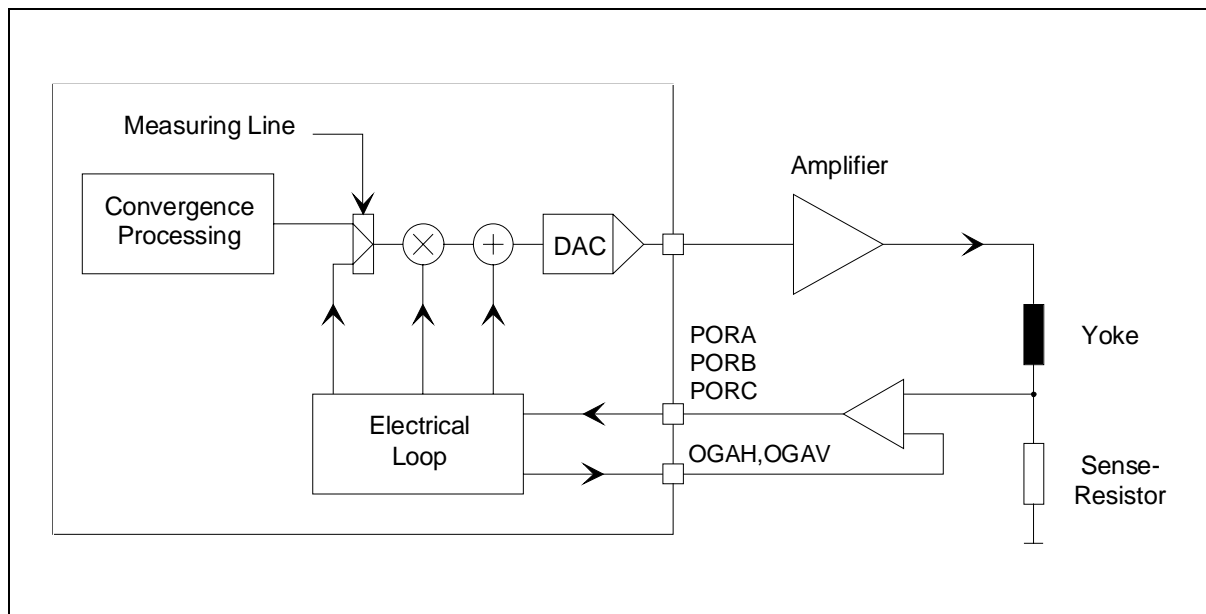 Measuring Line
Convergence
Processing
DAC
Amplifier
Yoke
PORA
PORB
PORC
Electrical
Loop
OGAH,OGAV
Sense-
Resistor